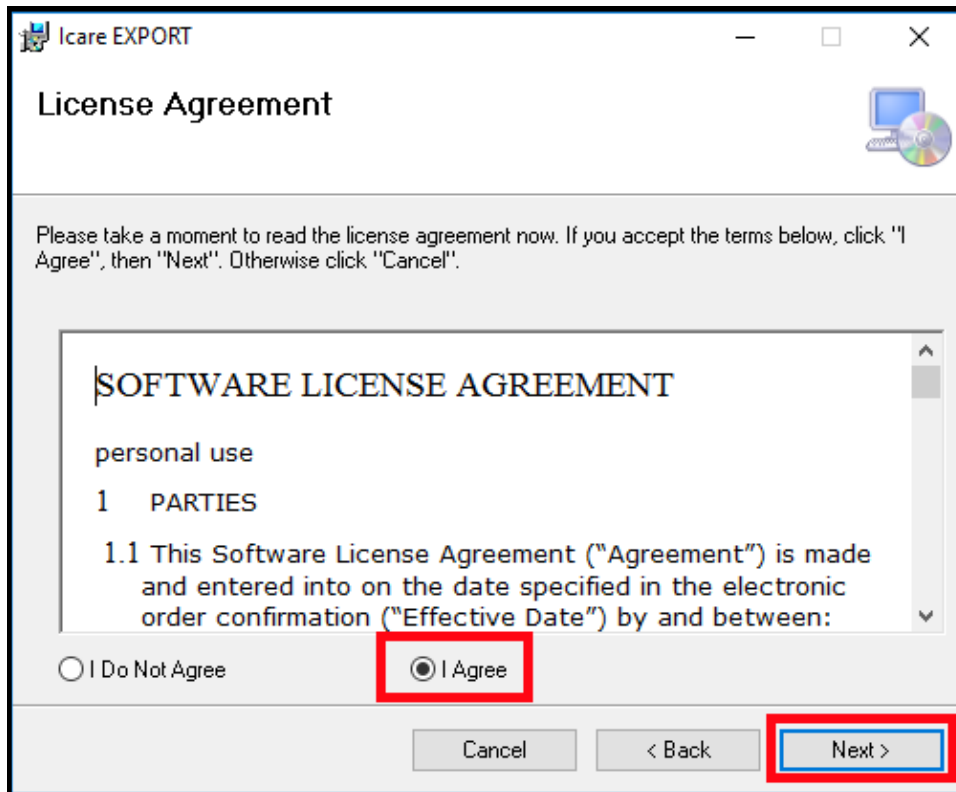 Icare EXPORT
License Agreement
Please take a moment to read the license agreement now. If you accept the terms below, click "I
Agree", then "Next". Otherwise click "Cancel".
SOFTWARE LICENSE AGREEMENT
personal use
1 PARTIES
1.1 This Software License Agreement (“Agreement”) is made
and entered into on the date specified in the electronic
order confirmation (“Effective Date”) by and between:
I Do Not Agree I Agree
Cancel < Back Next >